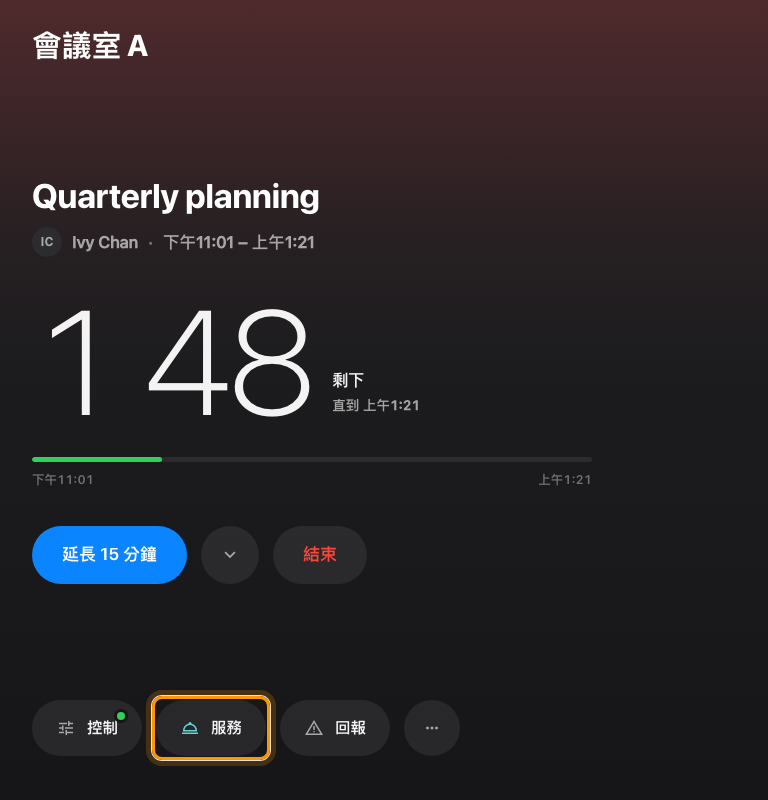 會議室 A
Quarterly planning
IC Ivy Chan · 下午11:01 – 上午1:21
1 48
剩下
直到 上午1:21
下午11:01 上午1:21
延長 15 分鐘 結束
控制 服務 回報